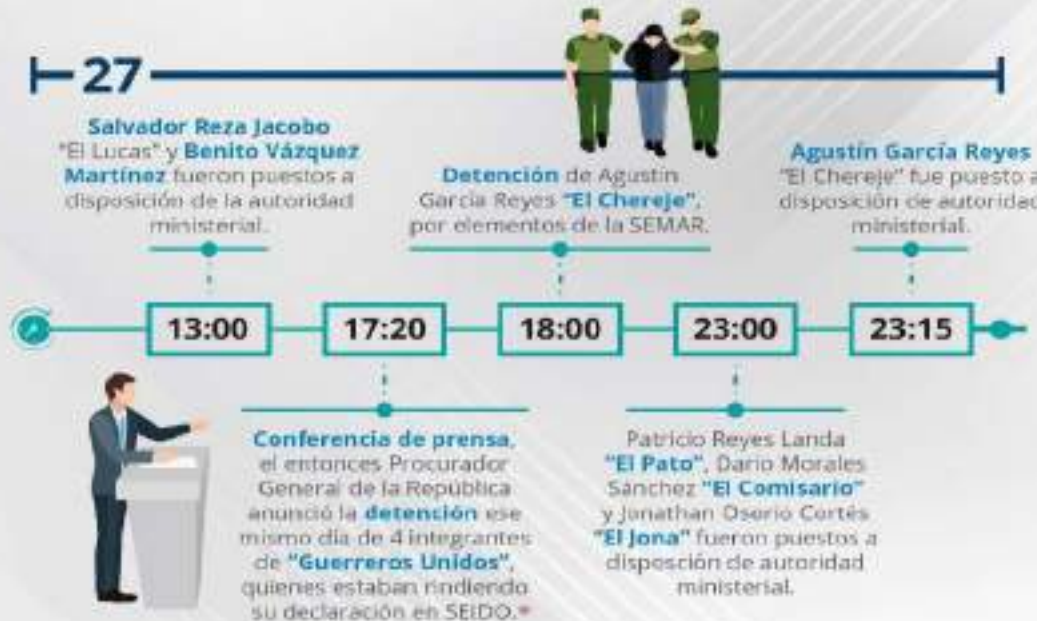 27
Salvador Reza Jacobo
"El Lucas" y Benito Vázquez
Martínez fueron puestos a
disposición de la autoridad
ministerial.
Detención de Agustín
García Reyes "El Chereje",
por elementos de la SEMAR.
Agustín García Reyes
"El Chereje" fue puesto a
disposición de autoridad
ministerial.
13:00
17:20
18:00
23:00
23:15
Conferencia de prensa,
el entonces Procurador
General de la República
anunció la detención ese
mismo día de 4 integrantes
de "Guerreros Unidos",
quienes estaban rindiendo
su declaración en SEIDO.*
Patricio Reyes Landa
"El Pato", Darío Morales
Sánchez "El Comisario"
y Jonathan Osorio Cortés
"El Jona" fueron puestos a
disposción de autoridad
ministerial.